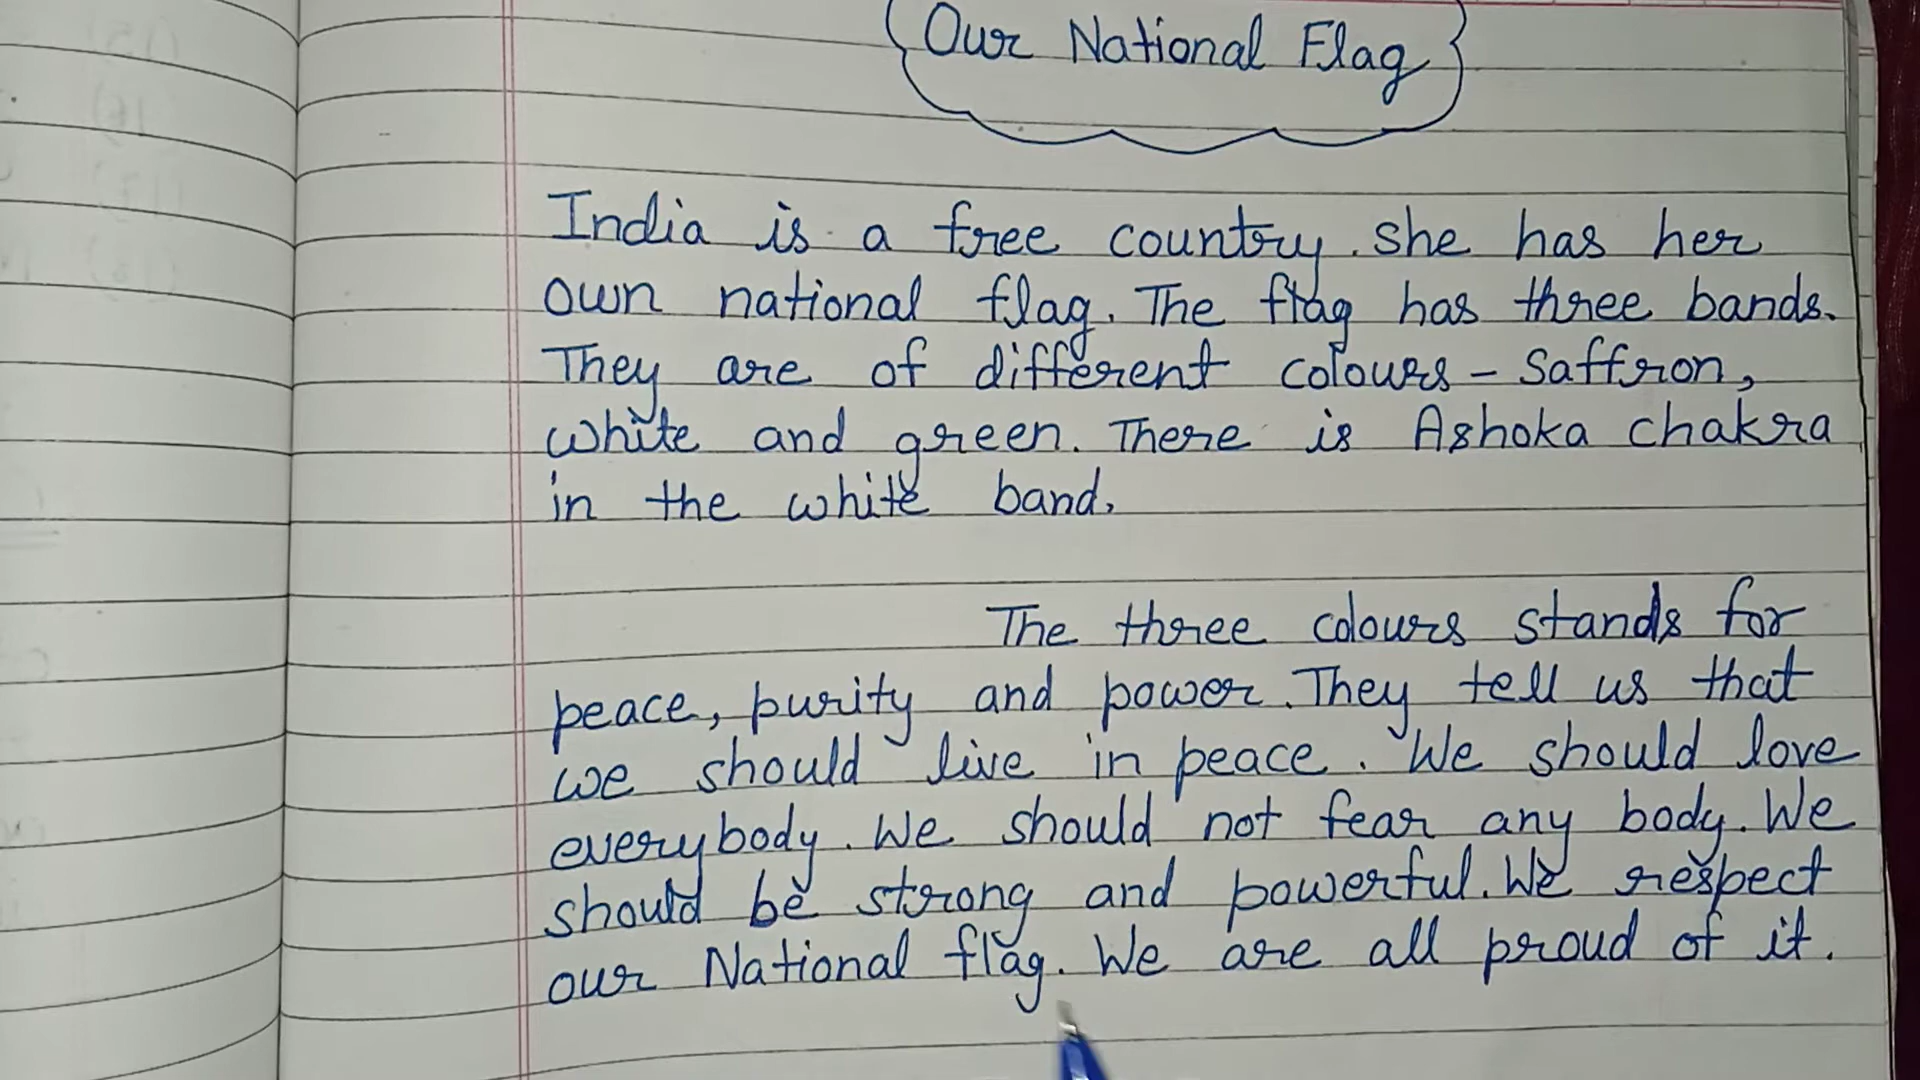 Our National Flag
India is a free country. She has her
own national flag. The flag has three bands.
They are of different colours - Saffron,
white and green. There is Ashoka chakra
in the white band.
The three colours stands for
peace, purity and power. They tell us that
we should live in peace. We should love
everybody. We should not fear any body. We
should be strong and powerful. We respect
our National flag. We are all proud of it.